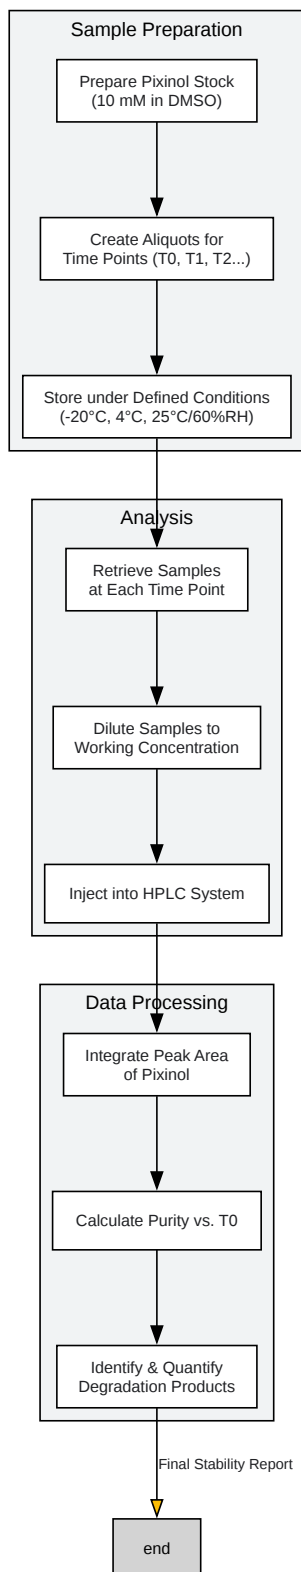 Sample Preparation
Prepare Pixinol Stock
(10 mM in DMSO)
Create Aliquots for
Time Points (T0, T1, T2...)
Store under Defined Conditions
(-20°C, 4°C, 25°C/60%RH)
Analysis
Retrieve Samples
at Each Time Point
Dilute Samples to
Working Concentration
Inject into HPLC System
Data Processing
Integrate Peak Area
of Pixinol
Calculate Purity vs. T0
Identify & Quantify
Degradation Products
Final Stability Report
end